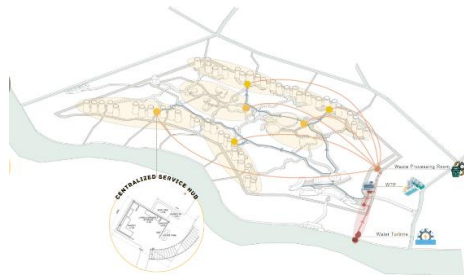 Waste Processing Room
WTP
CENTRALIZED SERVICE HUB
Water Turbine